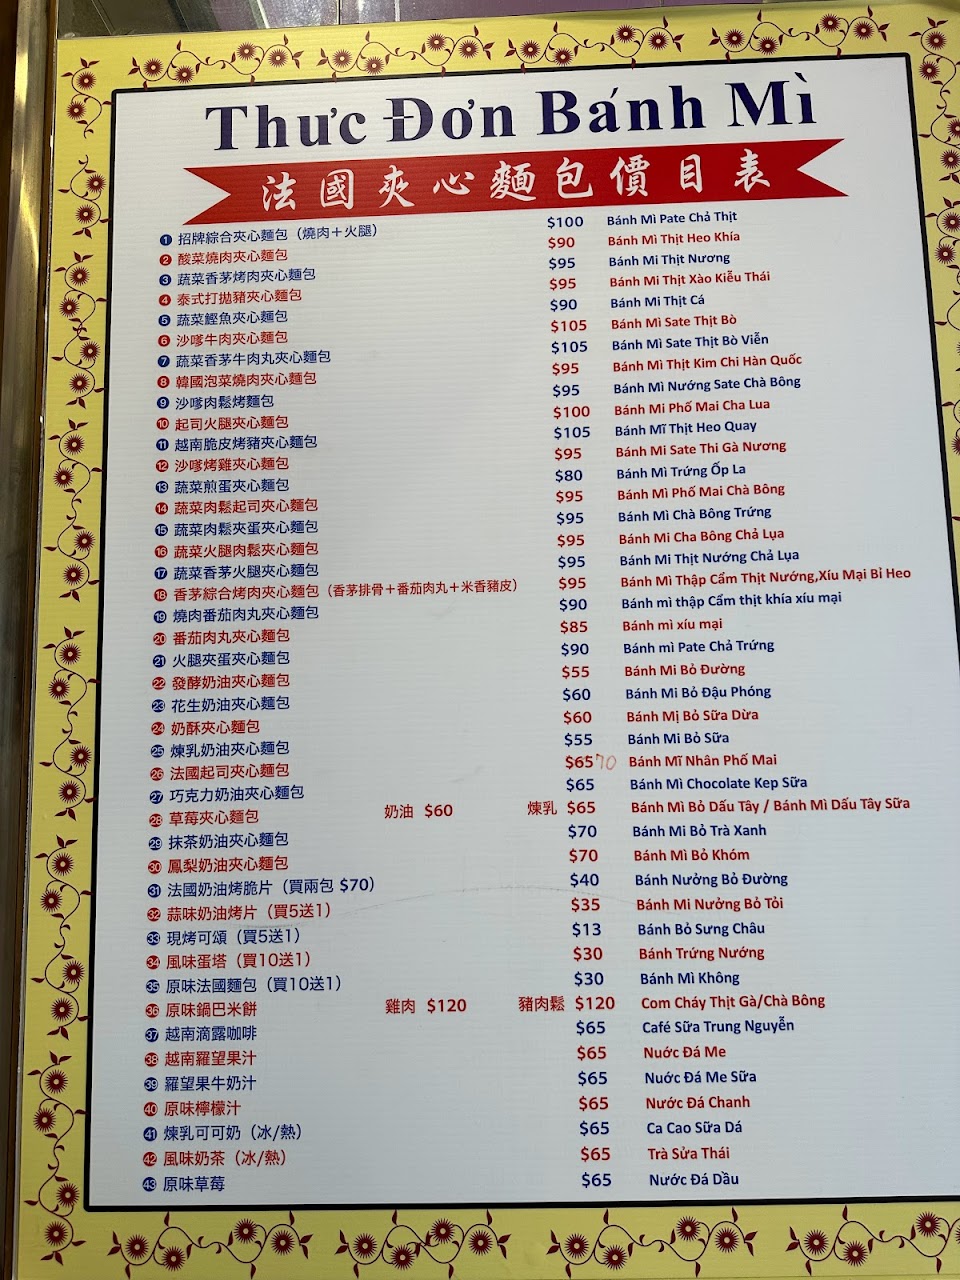 Thực Đơn Bánh Mì
法國夾心麵包價目表
1 招牌綜合夾心麵包（燒肉＋火腿） $100 Bánh Mì Pate Chả Thịt
2 酸菜燒肉夾心麵包 $90 Bánh Mì Thịt Heo Khía
3 蔬菜香茅烤肉夾心麵包 $95 Bánh Mi Thịt Nương
4 泰式打拋豬夾心麵包 $95 Bánh Mi Thịt Xào Kiễu Thái
5 蔬菜鰹魚夾心麵包 $90 Bánh Mi Thịt Cá
6 沙嗲牛肉夾心麵包 $105 Bánh Mì Sate Thịt Bò
7 蔬菜香茅牛肉丸夾心麵包 $105 Bánh Mì Sate Thịt Bò Viễn
8 韓國泡菜燒肉夾心麵包 $95 Bánh Mì Thịt Kim Chi Hàn Quốc
9 沙嗲肉鬆烤麵包 $95 Bánh Mì Nướng Sate Chà Bông
10 起司火腿夾心麵包 $100 Bánh Mi Phố Mai Cha Lua
11 越南脆皮烤豬夾心麵包 $105 Bánh Mĩ Thịt Heo Quay
12 沙嗲烤雞夾心麵包 $95 Bánh Mi Sate Thi Gà Nương
13 蔬菜煎蛋夾心麵包 $80 Bánh Mì Trứng Ốp La
14 蔬菜肉鬆起司夾心麵包 $95 Bánh Mì Phố Mai Chà Bông
15 蔬菜肉鬆夾蛋夾心麵包 $95 Bánh Mì Chà Bông Trứng
16 蔬菜火腿肉鬆夾心麵包 $95 Bánh Mi Cha Bông Chả Lụa
17 蔬菜香茅火腿夾心麵包 $95 Bánh Mi Thịt Nướng Chả Lụa
18 香茅綜合烤肉夾心麵包（香茅排骨＋番茄肉丸＋米香豬皮） $95 Bánh Mì Thập Cẩm Thịt Nướng,Xíu Mại Bỉ Heo
19 燒肉番茄肉丸夾心麵包 $90 Bánh mì thập Cẩm thịt khía xíu mại
20 番茄肉丸夾心麵包 $85 Bánh mì xíu mại
21 火腿夾蛋夾心麵包 $90 Bánh mì Pate Chả Trứng
22 發酵奶油夾心麵包 $55 Bánh Mi Bỏ Đường
23 花生奶油夾心麵包 $60 Bánh Mi Bỏ Đậu Phóng
24 奶酥夾心麵包 $60 Bánh Mị Bỏ Sữa Dừa
25 煉乳奶油夾心麵包 $55 Bánh Mi Bỏ Sữa
26 法國起司夾心麵包 $65 70 Bánh Mĩ Nhân Phố Mai
27 巧克力奶油夾心麵包 $65 Bánh Mì Chocolate Kep Sữa
28 草莓夾心麵包 奶油 $60 煉乳 $65 Bánh Mì Bỏ Dấu Tây / Bánh Mì Dấu Tây Sữa
29 抹茶奶油夾心麵包 $70 Bánh Mi Bỏ Trà Xanh
30 鳳梨奶油夾心麵包 $70 Bánh Mì Bỏ Khóm
31 法國奶油烤脆片（買兩包 $70） $40 Bánh Nưởng Bỏ Đường
32 蒜味奶油烤片（買5送1） $35 Bánh Mi Nưởng Bỏ Tỏi
33 現烤可頌（買5送1） $13 Bánh Bỏ Sưng Châu
34 風味蛋塔（買10送1） $30 Bánh Trứng Nướng
35 原味法國麵包（買10送1） $30 Bánh Mì Không
36 原味鍋巴米餅 雞肉 $120 豬肉鬆 $120 Com Cháy Thịt Gà/Chà Bông
37 越南滴露咖啡 $65 Café Sữa Trung Nguyễn
38 越南羅望果汁 $65 Nuớc Đá Me
39 羅望果牛奶汁 $65 Nuớc Đá Me Sữa
40 原味檸檬汁 $65 Nước Đá Chanh
41 煉乳可可奶（冰/熱） $65 Ca Cao Sữa Dá
42 風味奶茶（冰/熱） $65 Trà Sửa Thái
43 原味草莓 $65 Nước Đá Dầu